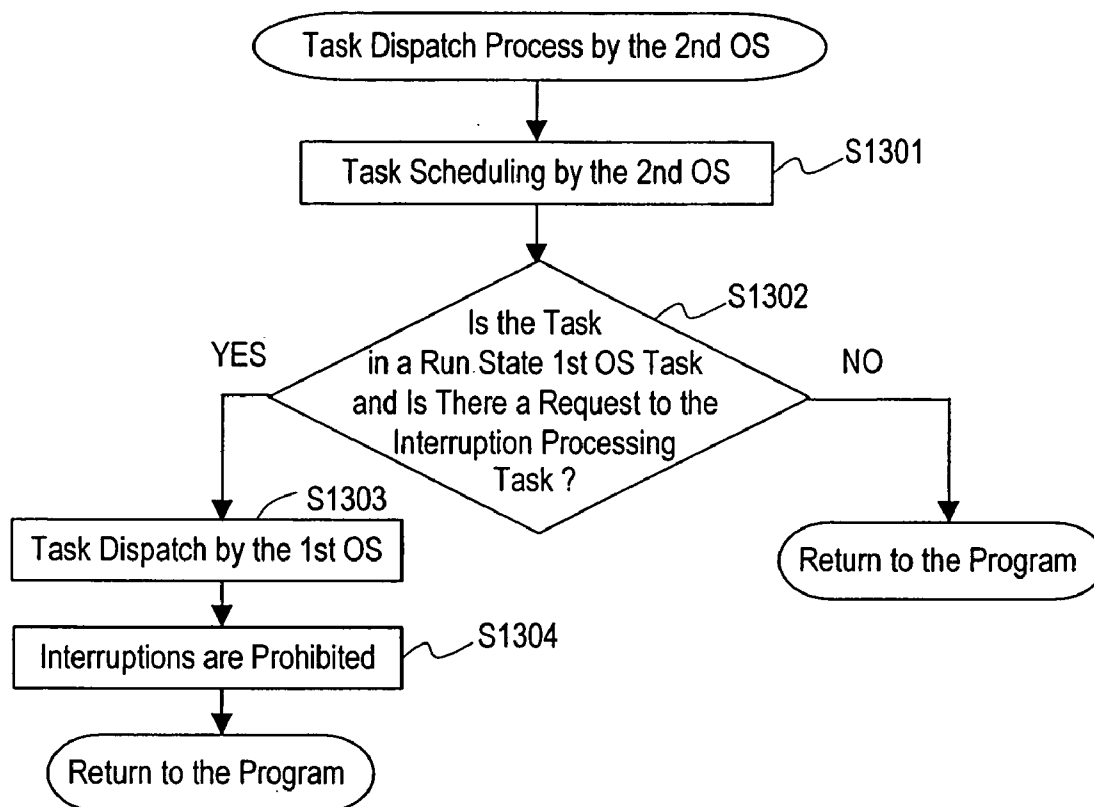 Task Dispatch Process by the 2nd OS
Task Scheduling by the 2nd OS
S1301
S1302
Is the Task
in a Run State 1st OS Task
and Is There a Request to the
Interruption Processing
Task ?
YES
NO
S1303
Task Dispatch by the 1st OS
Return to the Program
S1304
Interruptions are Prohibited
Return to the Program